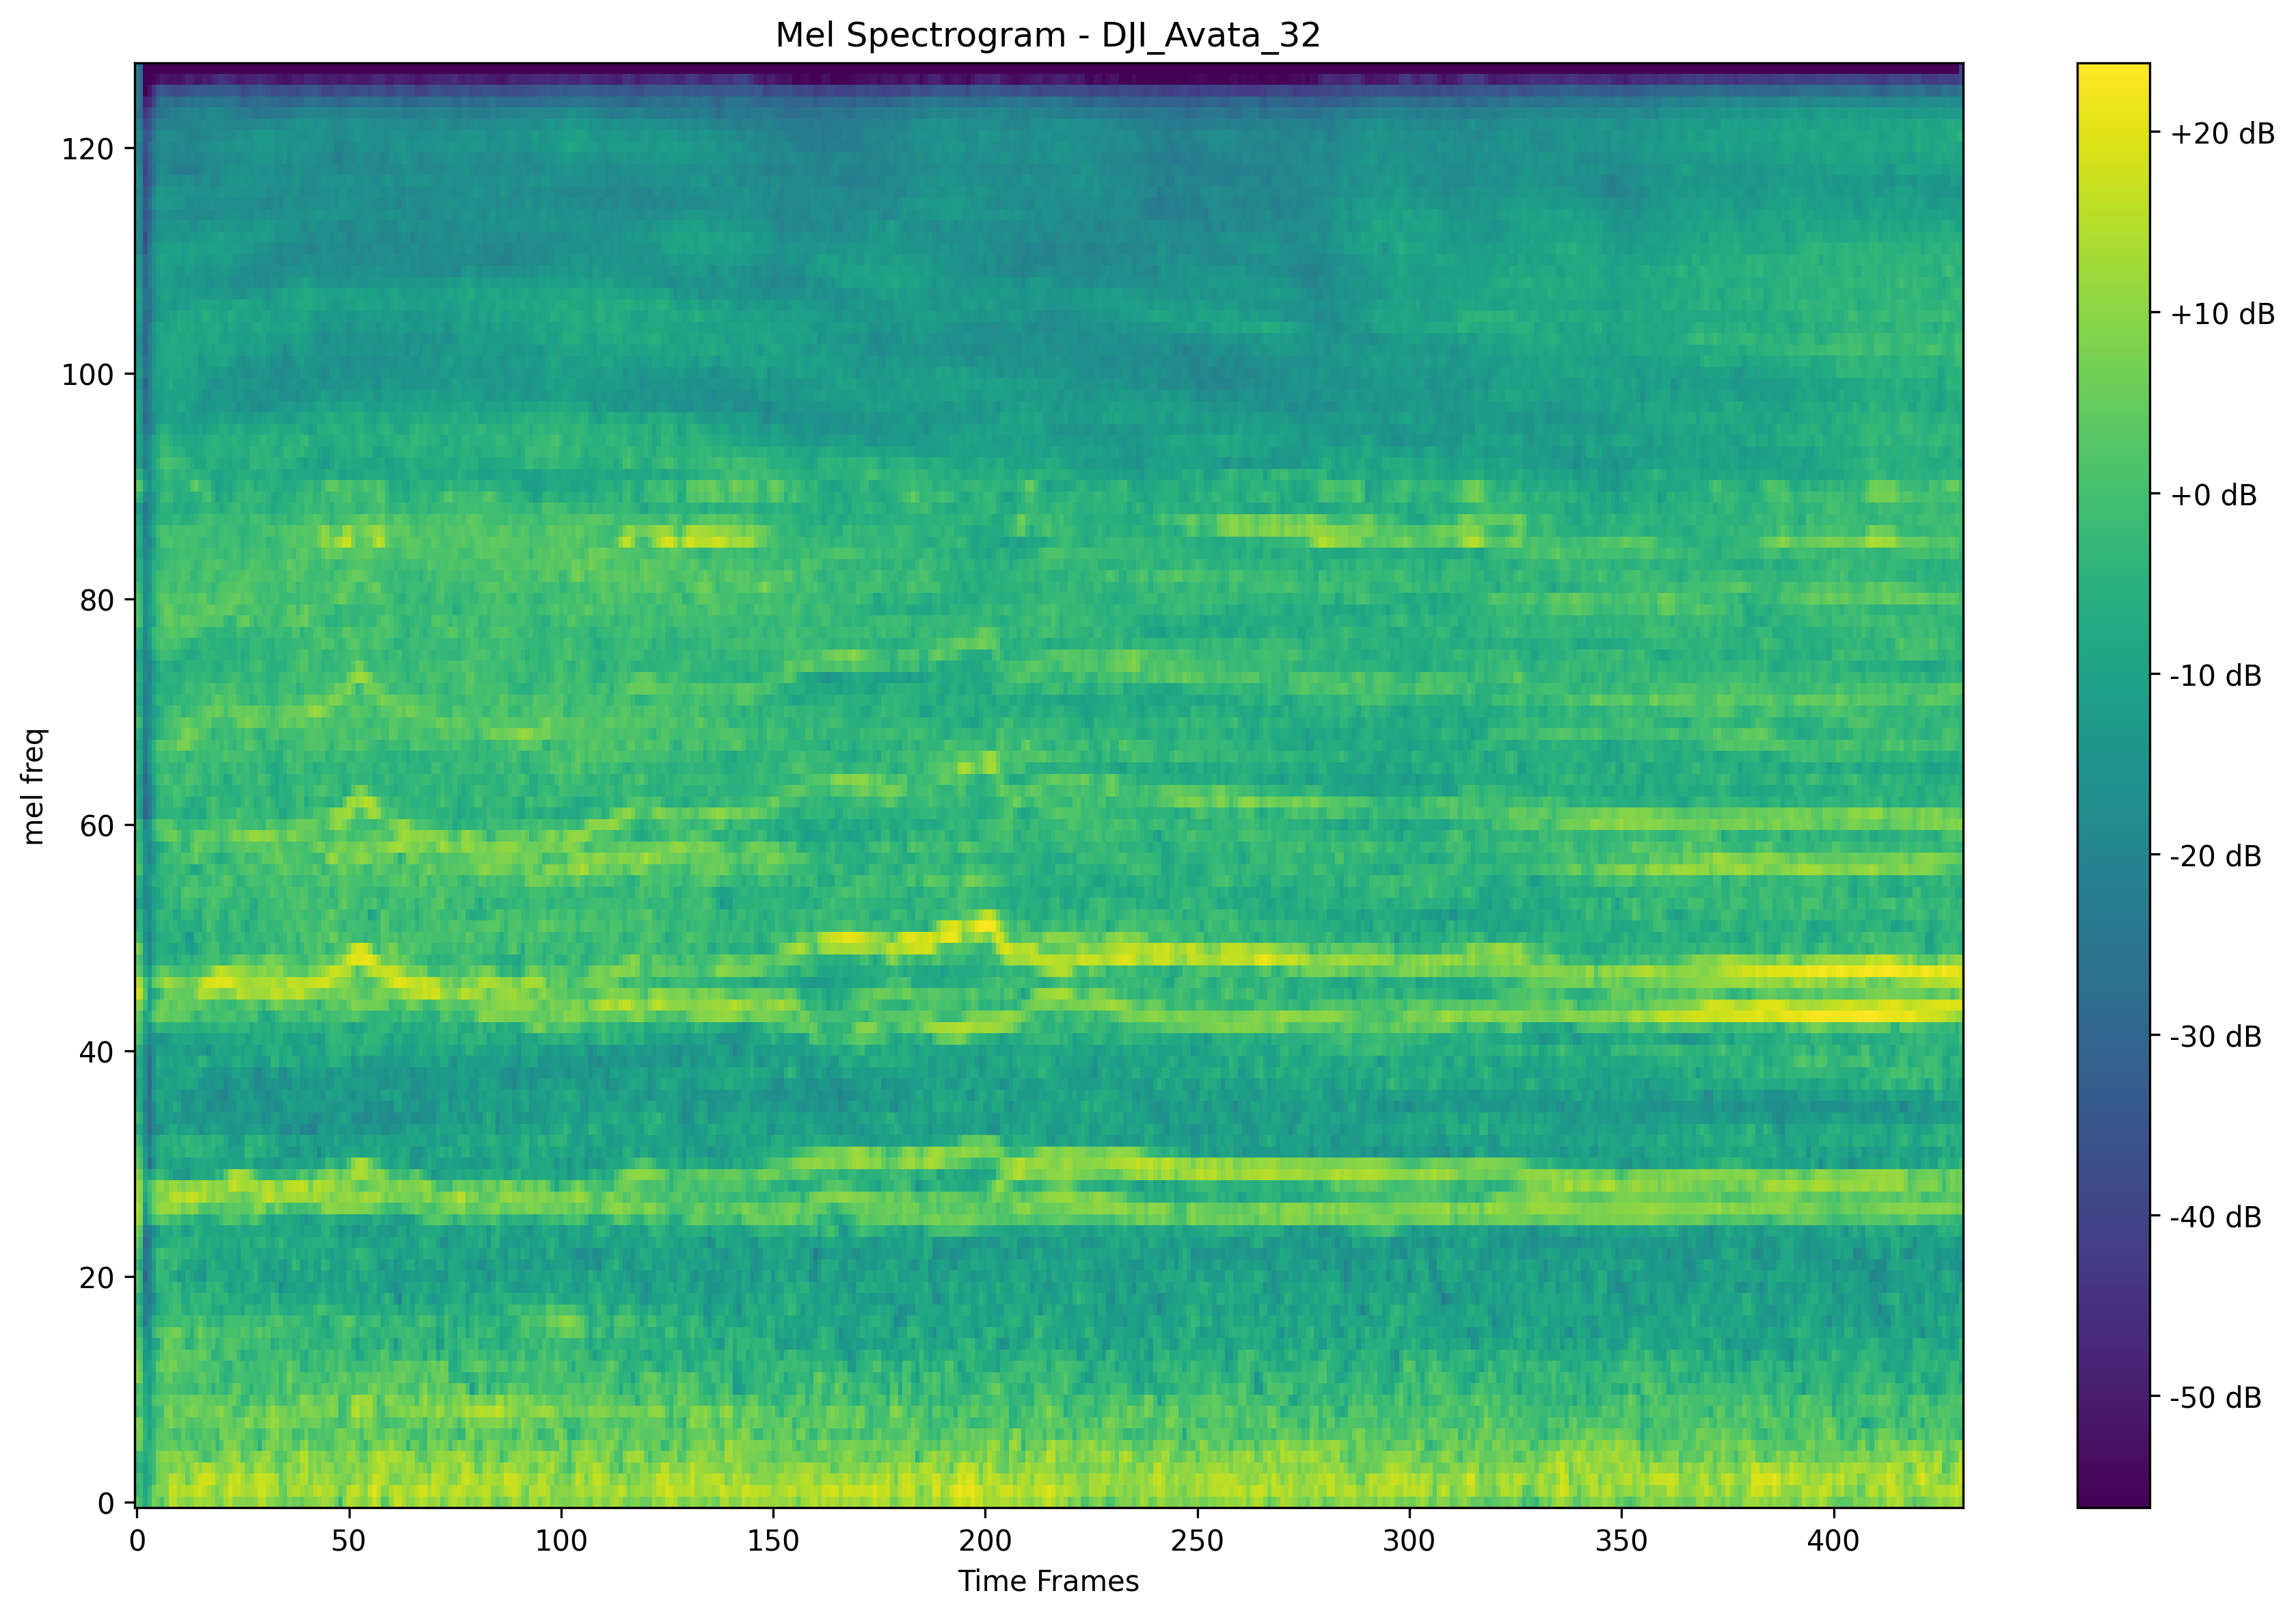 Mel Spectrogram - DJI_Avata_32
120
100
80
60
40
20
0
mel freq
0 50 100 150 200 250 300 350 400
Time Frames
+20 dB
+10 dB
+0 dB
-10 dB
-20 dB
-30 dB
-40 dB
-50 dB